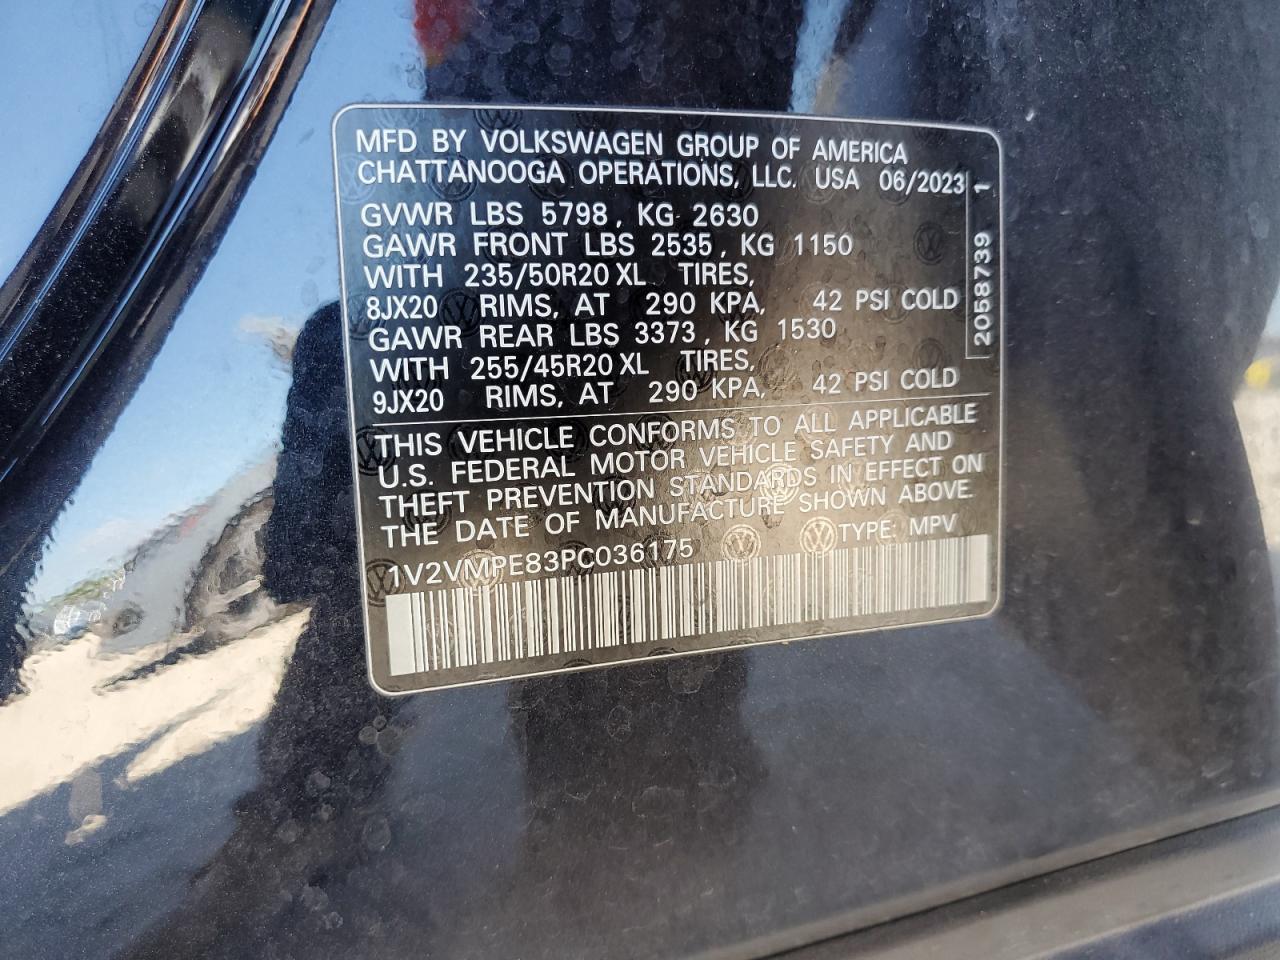 MFD BY VOLKSWAGEN GROUP OF AMERICA
CHATTANOOGA OPERATIONS, LLC. USA 06/2023
GVWR LBS 5798, KG 2630
GAWR FRONT LBS 2535, KG 1150
WITH 235/50R20 XL TIRES,
8JX20 RIMS, AT 290 KPA, 42 PSI COLD
GAWR REAR LBS 3373, KG 1530
WITH 255/45R20 XL TIRES,
9JX20 RIMS, AT 290 KPA, 42 PSI COLD
2058739 1
THIS VEHICLE CONFORMS TO ALL APPLICABLE
U.S. FEDERAL MOTOR VEHICLE SAFETY AND
THEFT PREVENTION STANDARDS IN EFFECT ON
THE DATE OF MANUFACTURE SHOWN ABOVE.
1V2VMPE83PC036175 TYPE: MPV